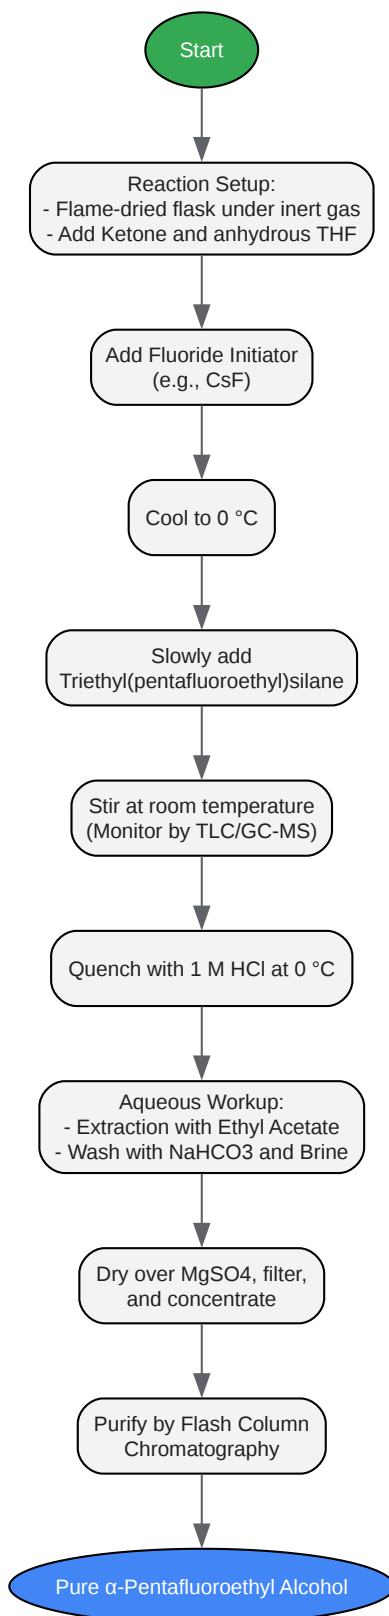 Start
Reaction Setup:
- Flame-dried flask under inert gas
- Add Ketone and anhydrous THF
Add Fluoride Initiator
(e.g., CsF)
Cool to 0 °C
Slowly add
Triethyl(pentafluoroethyl)silane
Stir at room temperature
(Monitor by TLC/GC-MS)
Quench with 1 M HCl at 0 °C
Aqueous Workup:
- Extraction with Ethyl Acetate
- Wash with NaHCO3 and Brine
Dry over MgSO4, filter,
and concentrate
Purify by Flash Column
Chromatography
Pure α-Pentafluoroethyl Alcohol